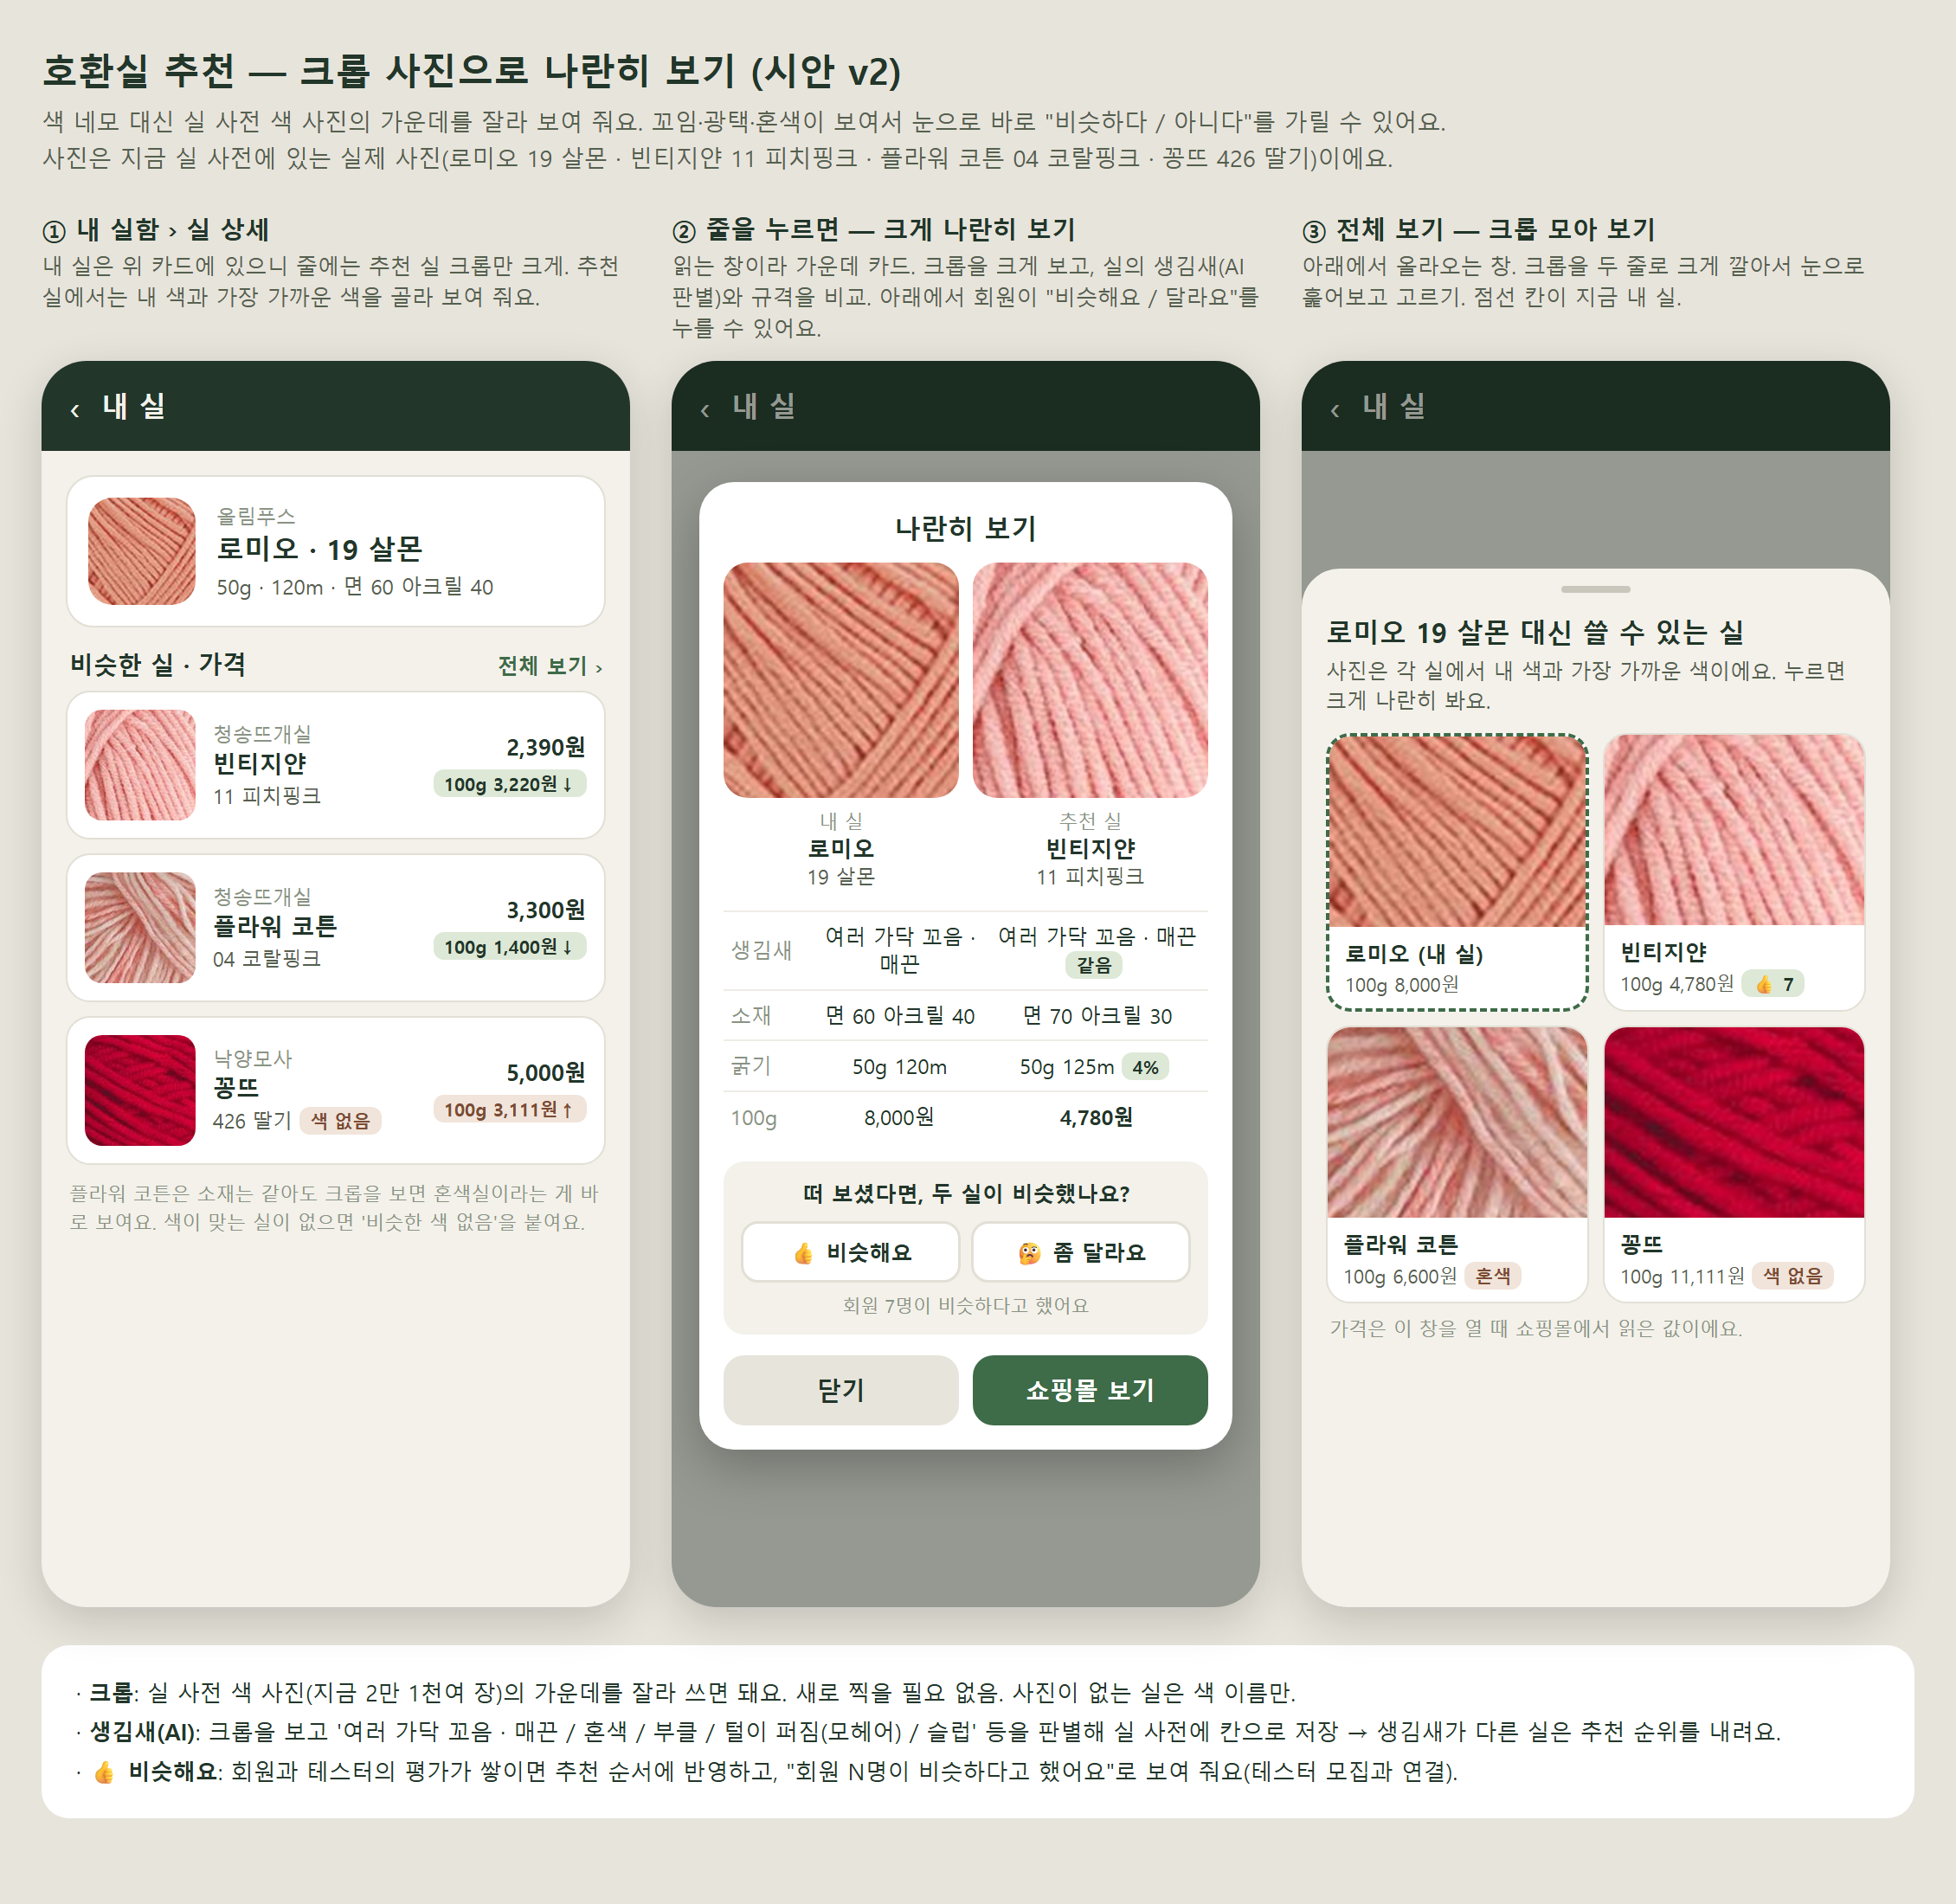 호환실 추천 — 크롭 사진으로 나란히 보기 (시안 v2)
색 네모 대신 실 사전 색 사진의 가운데를 잘라 보여 줘요. 꼬임·광택·혼색이 보여서 눈으로 바로 "비슷하다 / 아니다"를 가릴 수 있어요.
사진은 지금 실 사전에 있는 실제 사진(로미오 19 살몬 · 빈티지얀 11 피치핑크 · 플라워 코튼 04 코랄핑크 · 꽁뜨 426 딸기)이에요.
① 내 실함 › 실 상세
내 실은 위 카드에 있으니 줄에는 추천 실 크롭만 크게. 추천
실에서는 내 색과 가장 가까운 색을 골라 보여 줘요.
‹ 내 실
올림푸스
로미오 · 19 살몬
50g · 120m · 면 60 아크릴 40
비슷한 실 · 가격
전체 보기 ›
청송뜨개실
빈티지얀
11 피치핑크
2,390원
100g 3,220원 ↓
청송뜨개실
플라워 코튼
04 코랄핑크
3,300원
100g 1,400원 ↓
낙양모사
꽁뜨
426 딸기 색 없음
5,000원
100g 3,111원 ↑
플라워 코튼은 소재는 같아도 크롭을 보면 혼색실이라는 게 바
로 보여요. 색이 맞는 실이 없으면 '비슷한 색 없음'을 붙여요.
② 줄을 누르면 — 크게 나란히 보기
읽는 창이라 가운데 카드. 크롭을 크게 보고, 실의 생김새(AI
판별)와 규격을 비교. 아래에서 회원이 "비슷해요 / 달라요"를
누를 수 있어요.
‹ 내 실
나란히 보기
내 실
로미오
19 살몬
추천 실
빈티지얀
11 피치핑크
생김새
여러 가닥 꼬음 ·
매끈
여러 가닥 꼬음 · 매끈
같음
소재 면 60 아크릴 40 면 70 아크릴 30
굵기 50g 120m 50g 125m 4%
100g 8,000원 4,780원
떠 보셨다면, 두 실이 비슷했나요?
👍 비슷해요
🤔 좀 달라요
회원 7명이 비슷하다고 했어요
닫기
쇼핑몰 보기
③ 전체 보기 — 크롭 모아 보기
아래에서 올라오는 창. 크롭을 두 줄로 크게 깔아서 눈으로
훑어보고 고르기. 점선 칸이 지금 내 실.
‹ 내 실
로미오 19 살몬 대신 쓸 수 있는 실
사진은 각 실에서 내 색과 가장 가까운 색이에요. 누르면
크게 나란히 봐요.
로미오 (내 실)
100g 8,000원
빈티지얀
100g 4,780원 👍 7
플라워 코튼
100g 6,600원 혼색
꽁뜨
100g 11,111원 색 없음
가격은 이 창을 열 때 쇼핑몰에서 읽은 값이에요.
· 크롭: 실 사전 색 사진(지금 2만 1천여 장)의 가운데를 잘라 쓰면 돼요. 새로 찍을 필요 없음. 사진이 없는 실은 색 이름만.
· 생김새(AI): 크롭을 보고 '여러 가닥 꼬음 · 매끈 / 혼색 / 부클 / 털이 퍼짐(모헤어) / 슬럽' 등을 판별해 실 사전에 칸으로 저장 → 생김새가 다른 실은 추천 순위를 내려요.
· 👍 비슷해요: 회원과 테스터의 평가가 쌓이면 추천 순서에 반영하고, "회원 N명이 비슷하다고 했어요"로 보여 줘요(테스터 모집과 연결).